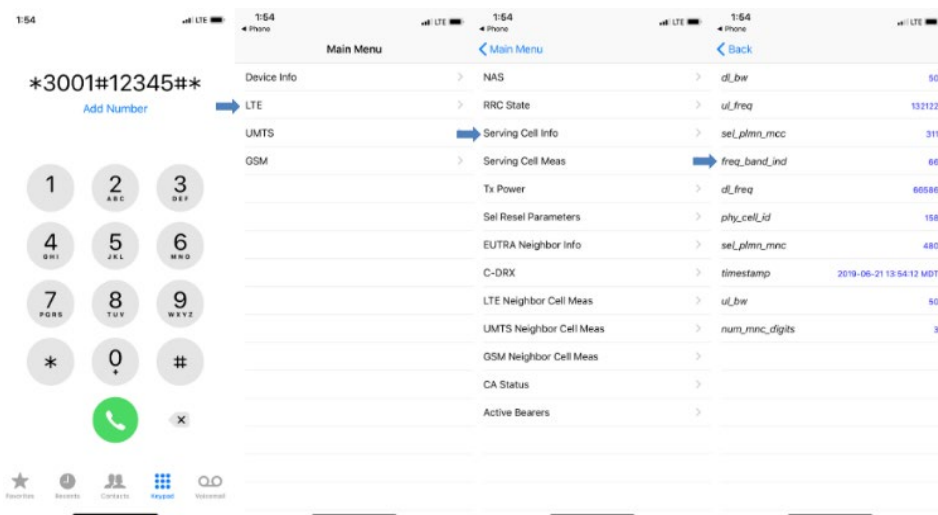 1:54
LTE
*3001#12345#*
Add Number
1
2
ABC
3
DEF
4
GHI
5
JKL
6
MNO
7
PQRS
8
TUV
9
WXYZ
*
0
+
#
Favorites
Recents
Contacts
Keypad
Voicemail
1:54
LTE
Phone
Main Menu
Device Info
LTE
UMTS
GSM
1:54
LTE
Phone
Main Menu
NAS
RRC State
Serving Cell Info
Serving Cell Meas
Tx Power
Sel Resel Parameters
EUTRA Neighbor Info
C-DRX
LTE Neighbor Cell Meas
UMTS Neighbor Cell Meas
GSM Neighbor Cell Meas
CA Status
Active Bearers
1:54
LTE
Phone
Back
dl_bw 50
ul_freq 132122
sel_plmn_mcc 311
freq_band_ind 66
dl_freq 66586
phy_cell_id 158
sel_plmn_mnc 480
timestamp 2019-06-21 13:54:12 MDT
ul_bw 50
num_mnc_digits 3